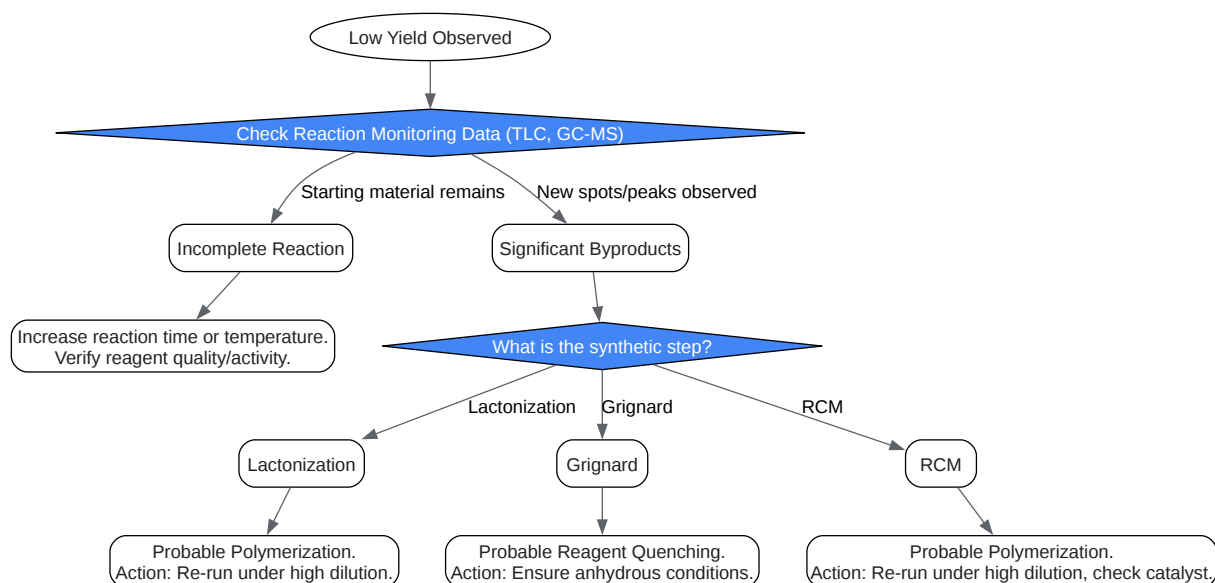 Low Yield Observed
Check Reaction Monitoring Data (TLC, GC-MS)
Starting material remains
New spots/peaks observed
Incomplete Reaction
Significant Byproducts
Increase reaction time or temperature.
Verify reagent quality/activity.
What is the synthetic step?
Lactonization
Grignard
RCM
Lactonization
Grignard
RCM
Probable Polymerization.
Action: Re-run under high dilution.
Probable Reagent Quenching.
Action: Ensure anhydrous conditions.
Probable Polymerization.
Action: Re-run under high dilution, check catalyst.